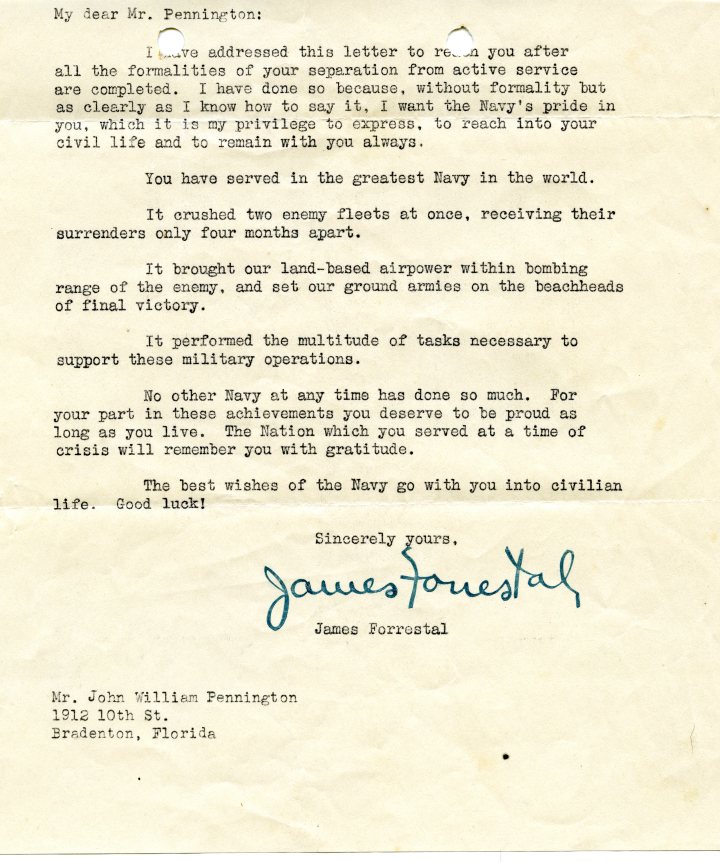 My dear Mr. Pennington:
I have addressed this letter to reach you after
all the formalities of your separation from active service
are completed. I have done so because, without formality but
as clearly as I know how to say it, I want the Navy's pride in
you, which it is my privilege to express, to reach into your
civil life and to remain with you always.
You have served in the greatest Navy in the world.
It crushed two enemy fleets at once, receiving their
surrenders only four months apart.
It brought our land-based airpower within bombing
range of the enemy, and set our ground armies on the beachheads
of final victory.
It performed the multitude of tasks necessary to
support these military operations.
No other Navy at any time has done so much. For
your part in these achievements you deserve to be proud as
long as you live. The Nation which you served at a time of
crisis will remember you with gratitude.
The best wishes of the Navy go with you into civilian
life. Good luck!
Sincerely yours,
James Forrestal
James Forrestal
Mr. John William Pennington
1912 10th St.
Bradenton, Florida